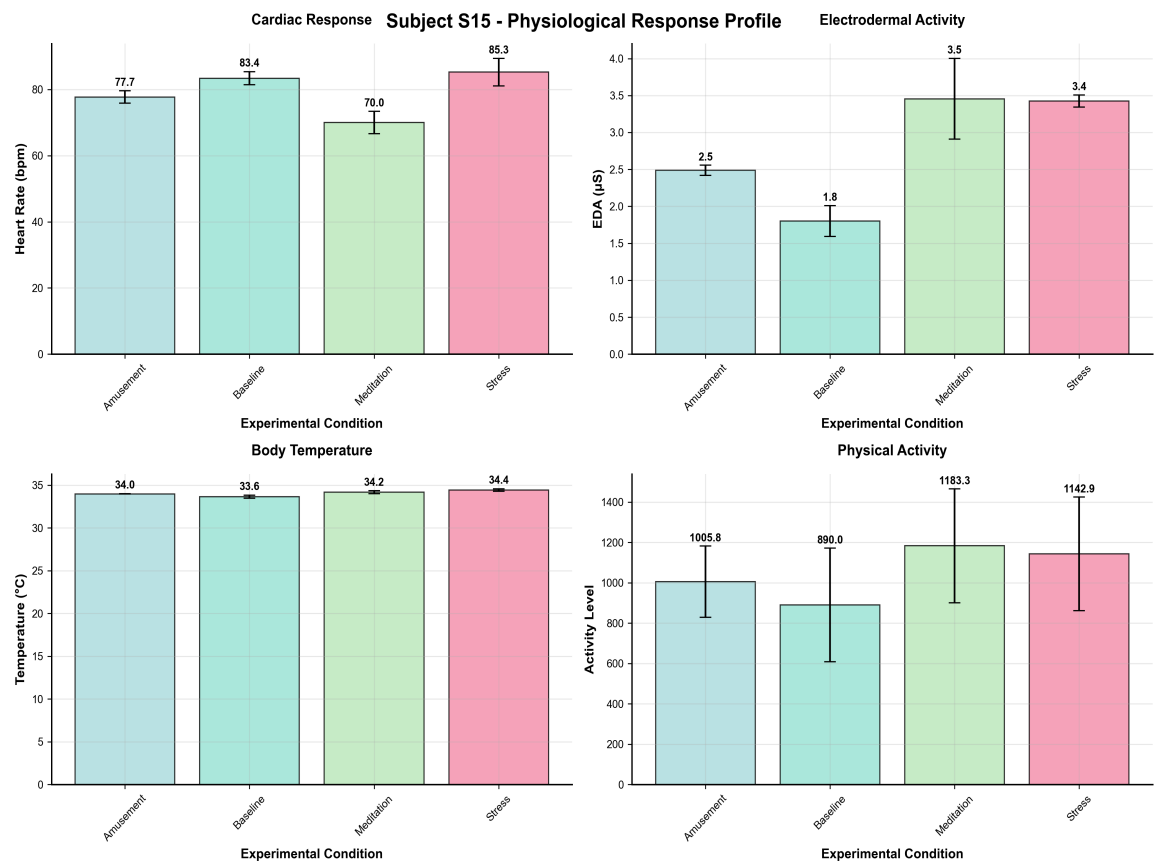 Subject S15 - Physiological Response Profile
Cardiac Response
Heart Rate (bpm)
80
60
40
20
0
77.7
83.4
70.0
85.3
Amusement
Baseline
Meditation
Stress
Experimental Condition
Electrodermal Activity
EDA (µS)
4.0
3.5
3.0
2.5
2.0
1.5
1.0
0.5
0.0
2.5
1.8
3.5
3.4
Amusement
Baseline
Meditation
Stress
Experimental Condition
Body Temperature
Temperature (°C)
35
30
25
20
15
10
5
0
34.0
33.6
34.2
34.4
Amusement
Baseline
Meditation
Stress
Experimental Condition
Physical Activity
Activity Level
1400
1200
1000
800
600
400
200
0
1005.8
890.0
1183.3
1142.9
Amusement
Baseline
Meditation
Stress
Experimental Condition